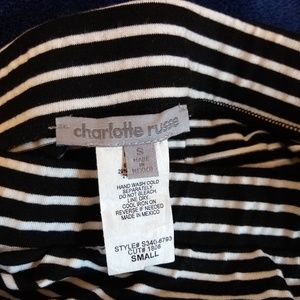 charlotte russe
S
MADE IN
MEXICO
HAND WASH COLD
SEPARATELY
DO NOT BLEACH,
LINE DRY
COOL IRON ON
REVERSE IF NEEDED
MADE IN MEXICO
STYLE# S340-6793
CUT# 1806
SMALL